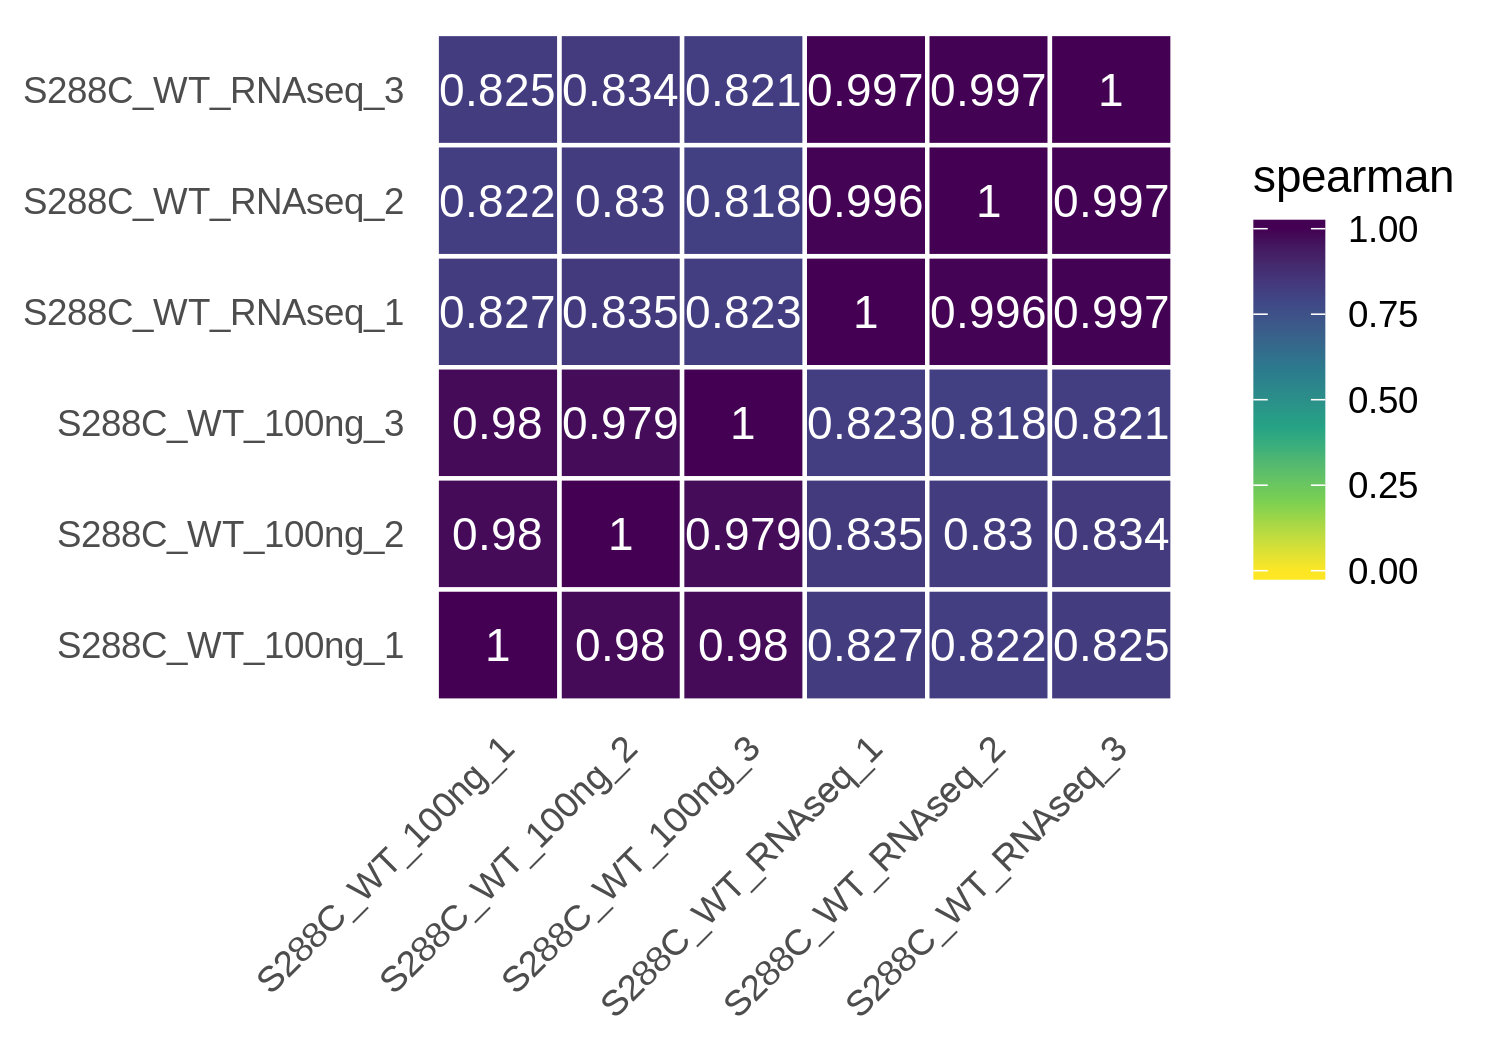 S288C_WT_RNAseq_3 0.825 0.834 0.821 0.997 0.997 1
S288C_WT_RNAseq_2 0.822 0.83 0.818 0.996 1 0.997
S288C_WT_RNAseq_1 0.827 0.835 0.823 1 0.996 0.997
S288C_WT_100ng_3 0.98 0.979 1 0.823 0.818 0.821
S288C_WT_100ng_2 0.98 1 0.979 0.835 0.83 0.834
S288C_WT_100ng_1 1 0.98 0.98 0.827 0.822 0.825
S288C_WT_100ng_1
S288C_WT_100ng_2
S288C_WT_100ng_3
S288C_WT_RNAseq_1
S288C_WT_RNAseq_2
S288C_WT_RNAseq_3
spearman
1.00
0.75
0.50
0.25
0.00